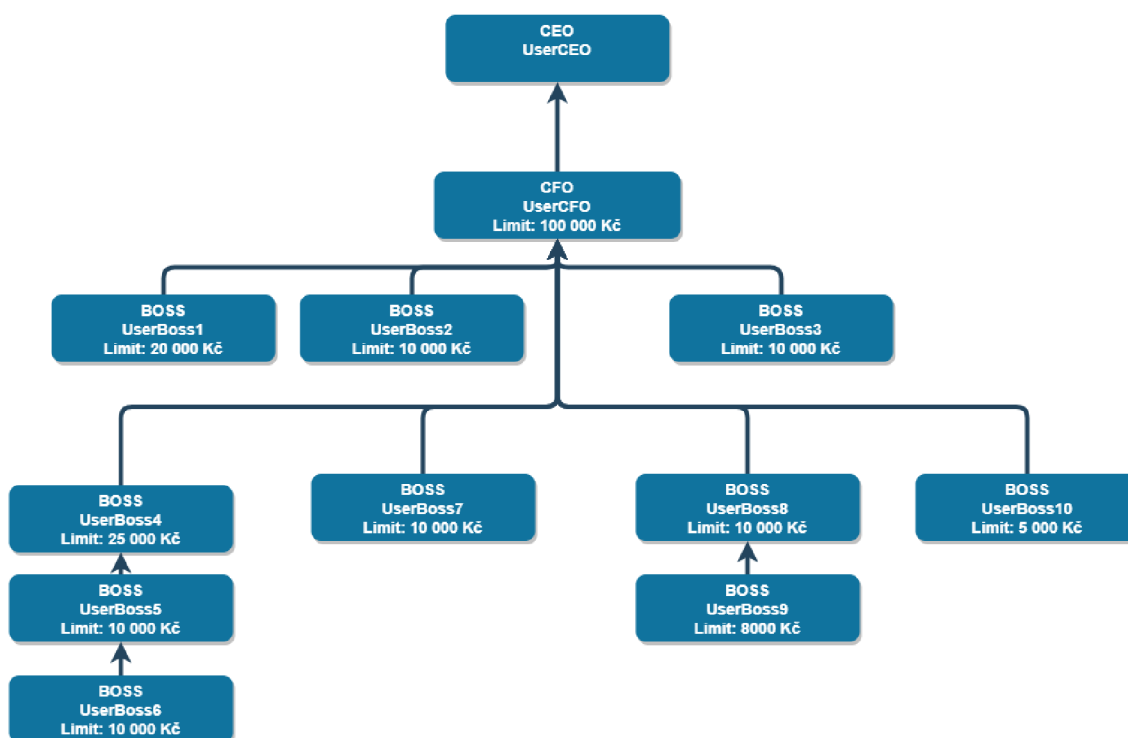 CEO
UserCEO
CFO
UserCFO
Limit: 100 000 Kč
BOSS
UserBoss1
Limit: 20 000 Kč
BOSS
UserBoss2
Limit: 10 000 Kč
BOSS
UserBoss3
Limit: 10 000 Kč
BOSS
UserBoss4
Limit: 25 000 Kč
BOSS
UserBoss7
Limit: 10 000 Kč
BOSS
UserBoss8
Limit: 10 000 Kč
BOSS
UserBoss10
Limit: 5 000 Kč
BOSS
UserBoss5
Limit: 10 000 Kč
BOSS
UserBoss9
Limit: 8000 Kč
BOSS
UserBoss6
Limit: 10 000 Kč